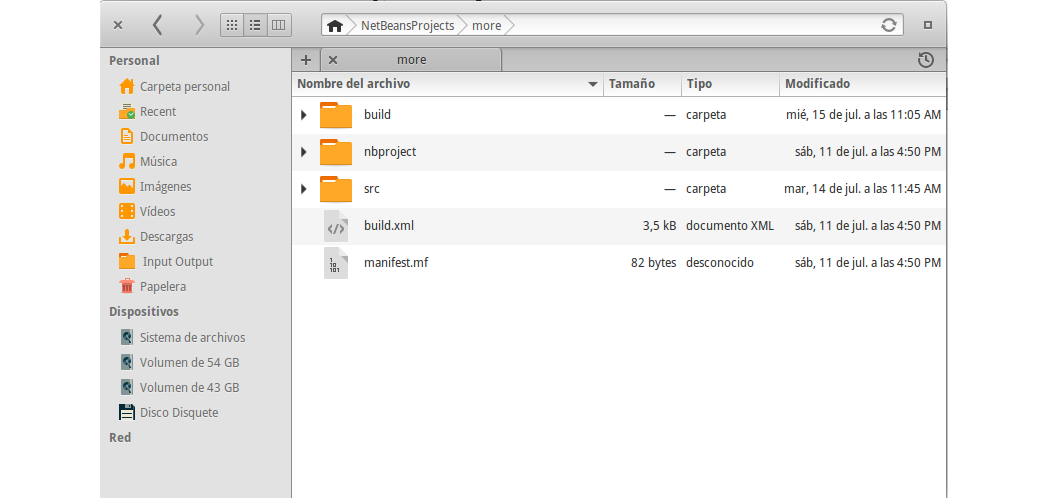 NetBeansProjects more
Personal
Carpeta personal
Recent
Documentos
Música
Imágenes
Vídeos
Descargas
Input Output
Papelera
Dispositivos
Sistema de archivos
Volumen de 54 GB
Volumen de 43 GB
Disco Disquete
Red
more
Nombre del archivo Tamaño Tipo Modificado
build — carpeta mié, 15 de jul. a las 11:05 AM
nbproject — carpeta sáb, 11 de jul. a las 4:50 PM
src — carpeta mar, 14 de jul. a las 11:45 AM
build.xml 3,5 kB documento XML sáb, 11 de jul. a las 4:50 PM
manifest.mf 82 bytes desconocido sáb, 11 de jul. a las 4:50 PM